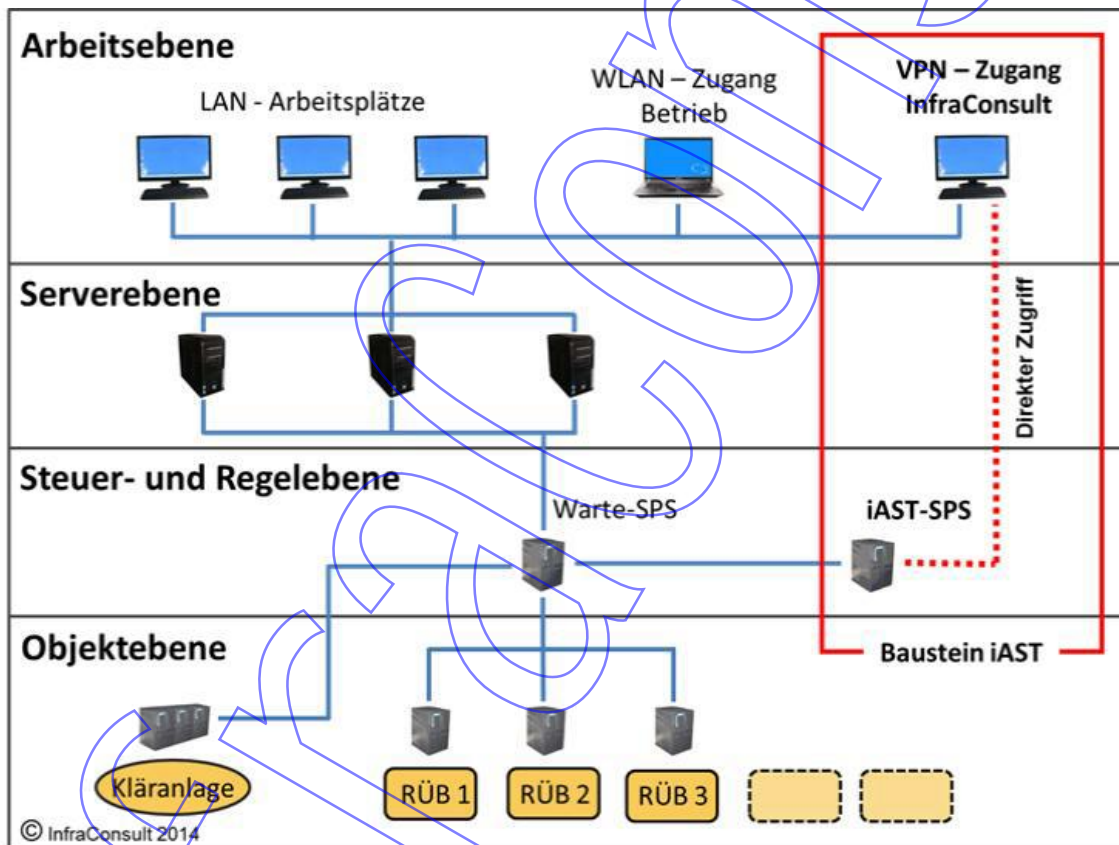 Arbeitsebene
LAN - Arbeitsplätze
WLAN – Zugang
Betrieb
VPN – Zugang
InfraConsult
Serverebene
Direkter Zugriff
Steuer- und Regelebene
Warte-SPS
iAST-SPS
Objektebene
Baustein iAST
Kläranlage
RÜB 1
RÜB 2
RÜB 3
© InfraConsult 2014